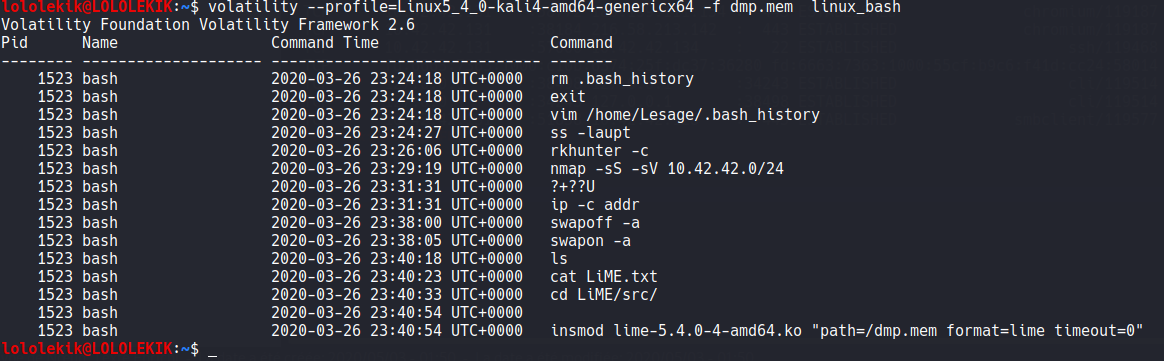 lololekik@LOLOLEKIK:~$ volatility --profile=Linux5_4_0-kali4-amd64-genericx64 -f dmp.mem  linux_bash
Volatility Foundation Volatility Framework 2.6
Pid      Name                 Command Time                   Command
-------- -------------------- ------------------------------ -------
    1523 bash                 2020-03-26 23:24:18 UTC+0000   rm .bash_history
    1523 bash                 2020-03-26 23:24:18 UTC+0000   exit
    1523 bash                 2020-03-26 23:24:18 UTC+0000   vim /home/Lesage/.bash_history
    1523 bash                 2020-03-26 23:24:27 UTC+0000   ss -laupt
    1523 bash                 2020-03-26 23:26:06 UTC+0000   rkhunter -c
    1523 bash                 2020-03-26 23:29:19 UTC+0000   nmap -sS -sV 10.42.42.0/24
    1523 bash                 2020-03-26 23:31:31 UTC+0000   ?+??U
    1523 bash                 2020-03-26 23:31:31 UTC+0000   ip -c addr
    1523 bash                 2020-03-26 23:38:00 UTC+0000   swapoff -a
    1523 bash                 2020-03-26 23:38:05 UTC+0000   swapon -a
    1523 bash                 2020-03-26 23:40:18 UTC+0000   ls
    1523 bash                 2020-03-26 23:40:23 UTC+0000   cat LiME.txt
    1523 bash                 2020-03-26 23:40:33 UTC+0000   cd LiME/src/
    1523 bash                 2020-03-26 23:40:54 UTC+0000
    1523 bash                 2020-03-26 23:40:54 UTC+0000   insmod lime-5.4.0-4-amd64.ko "path=/dmp.mem format=lime timeout=0"
lololekik@LOLOLEKIK:~$ _